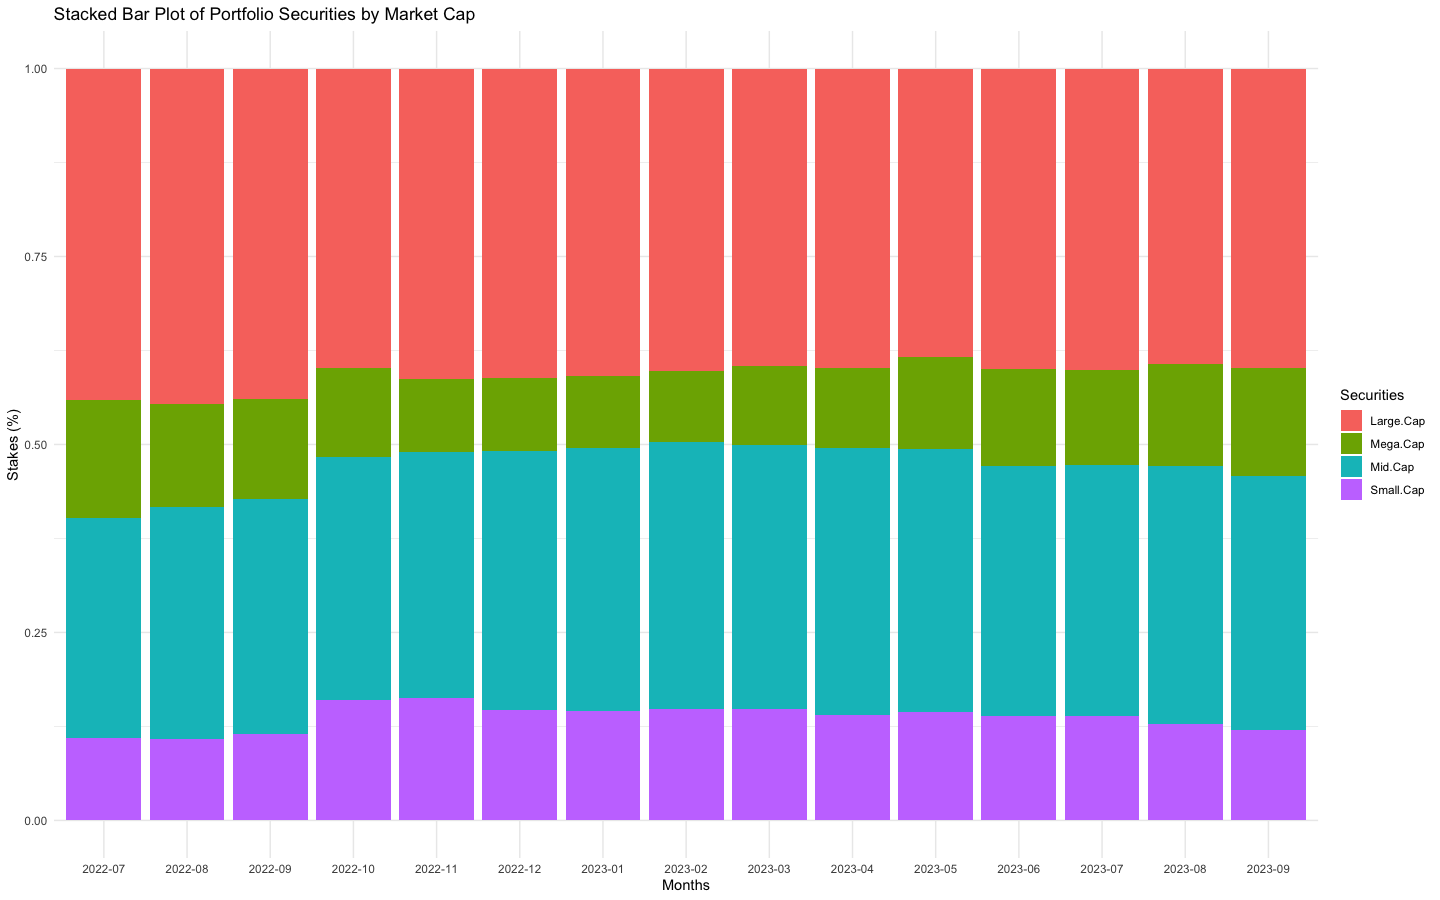 Stacked Bar Plot of Portfolio Securities by Market Cap
1.00
0.75
0.50
0.25
0.00
Stakes (%)
2022-07 2022-08 2022-09 2022-10 2022-11 2022-12 2023-01 2023-02 2023-03 2023-04 2023-05 2023-06 2023-07 2023-08 2023-09
Months
Securities
Large.Cap
Mega.Cap
Mid.Cap
Small.Cap